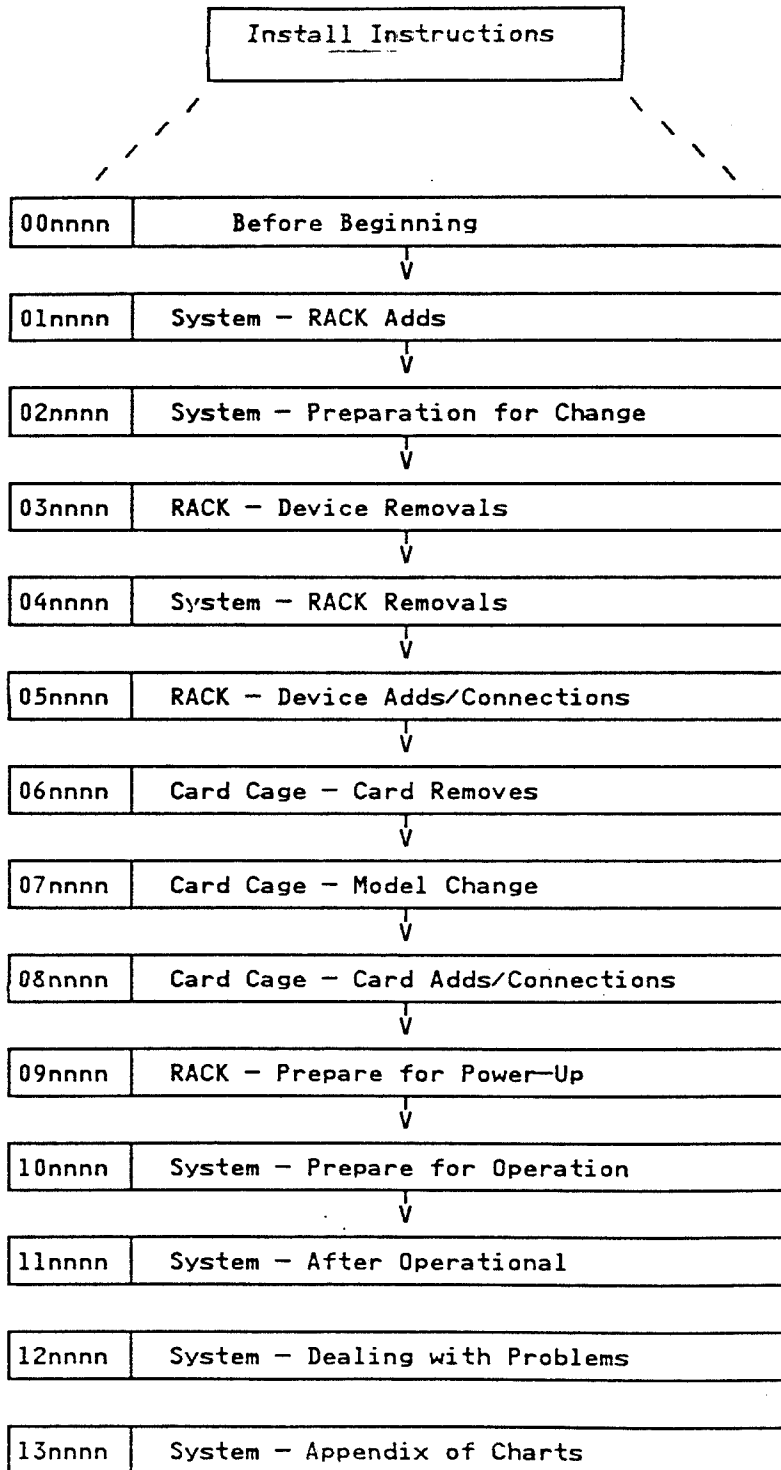 Install Instructions
00nnnn Before Beginning
01nnnn System — RACK Adds
02nnnn System — Preparation for Change
03nnnn RACK — Device Removals
04nnnn System — RACK Removals
05nnnn RACK — Device Adds/Connections
06nnnn Card Cage — Card Removes
07nnnn Card Cage — Model Change
08nnnn Card Cage — Card Adds/Connections
09nnnn RACK — Prepare for Power—Up
10nnnn System — Prepare for Operation
11nnnn System — After Operational
12nnnn System — Dealing with Problems
13nnnn System — Appendix of Charts